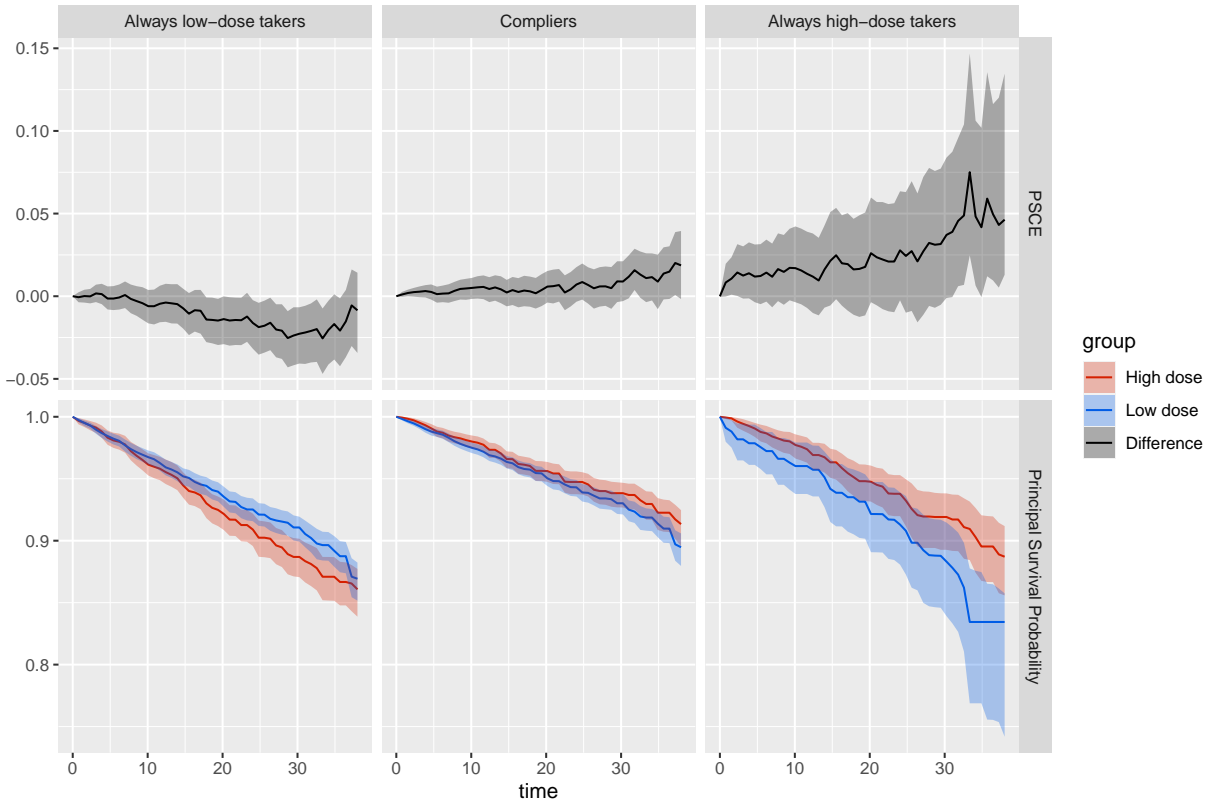 Always low−dose takers
Compliers
Always high−dose takers
0.15
0.10
0.05
0.00
−0.05
PSCE
1.0
0.9
0.8
Principal Survival Probability
0 10 20 30
0 10 20 30
0 10 20 30
time
group
High dose
Low dose
Difference